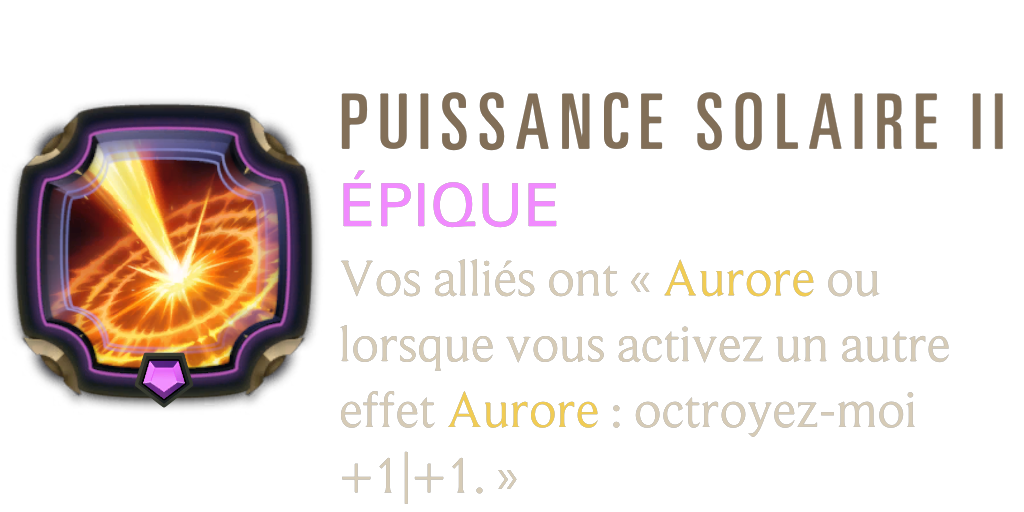 PUISSANCE SOLAIRE II
ÉPIQUE
Vos alliés ont « Aurore ou
lorsque vous activez un autre
effet Aurore : octroyez-moi
+1|+1. »